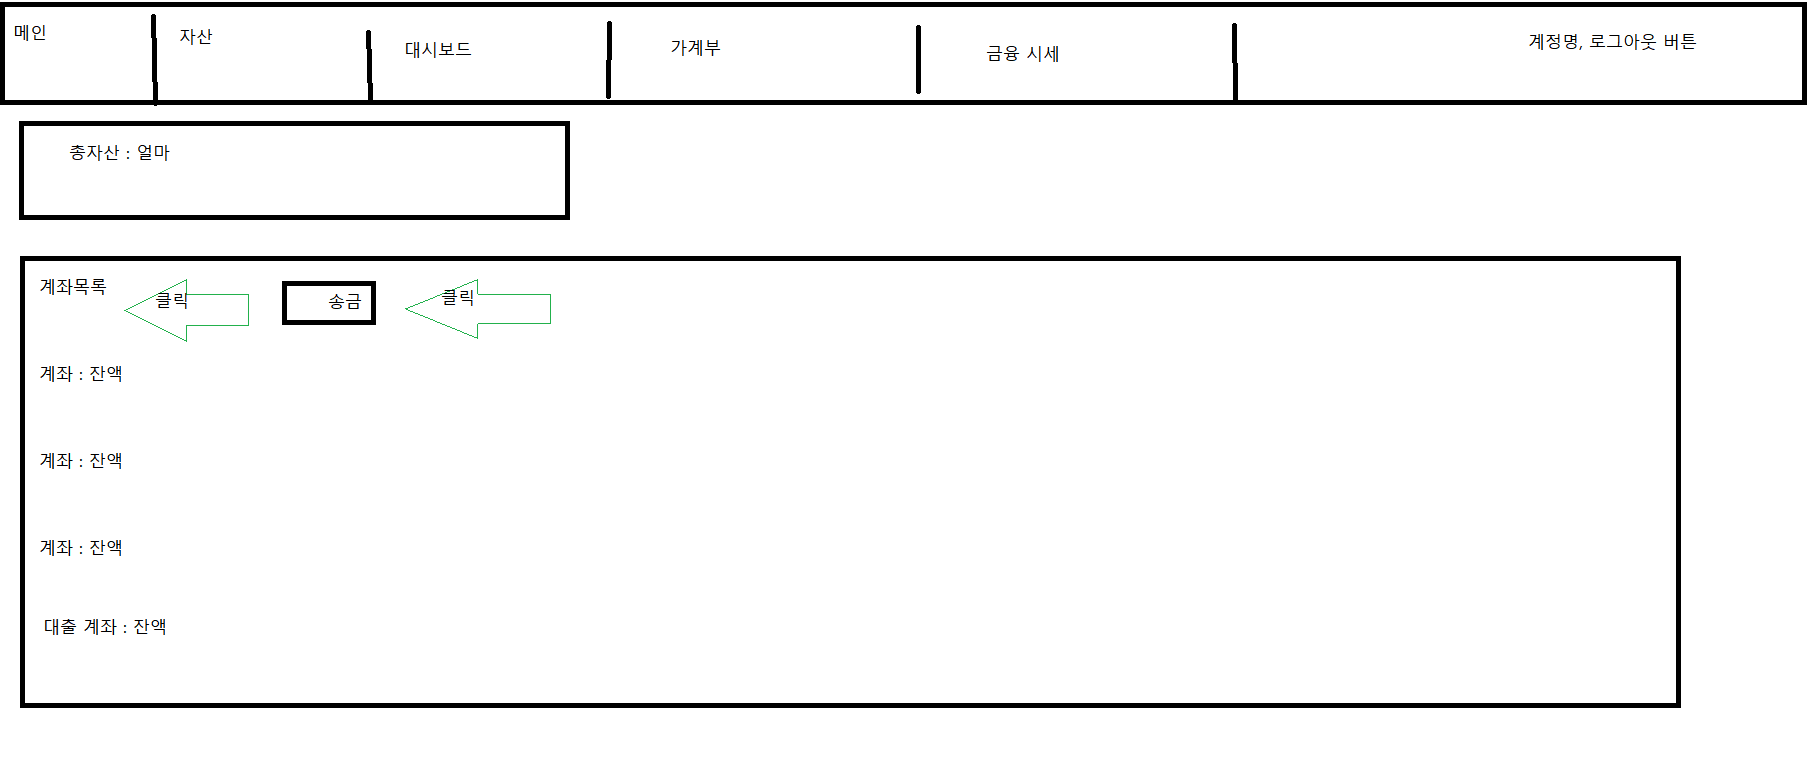 메인
자산
대시보드
가계부
금융 시세
계정명, 로그아웃 버튼
총자산 : 얼마
계좌목록
클릭
송금
클릭
계좌 : 잔액
계좌 : 잔액
계좌 : 잔액
대출 계좌 : 잔액